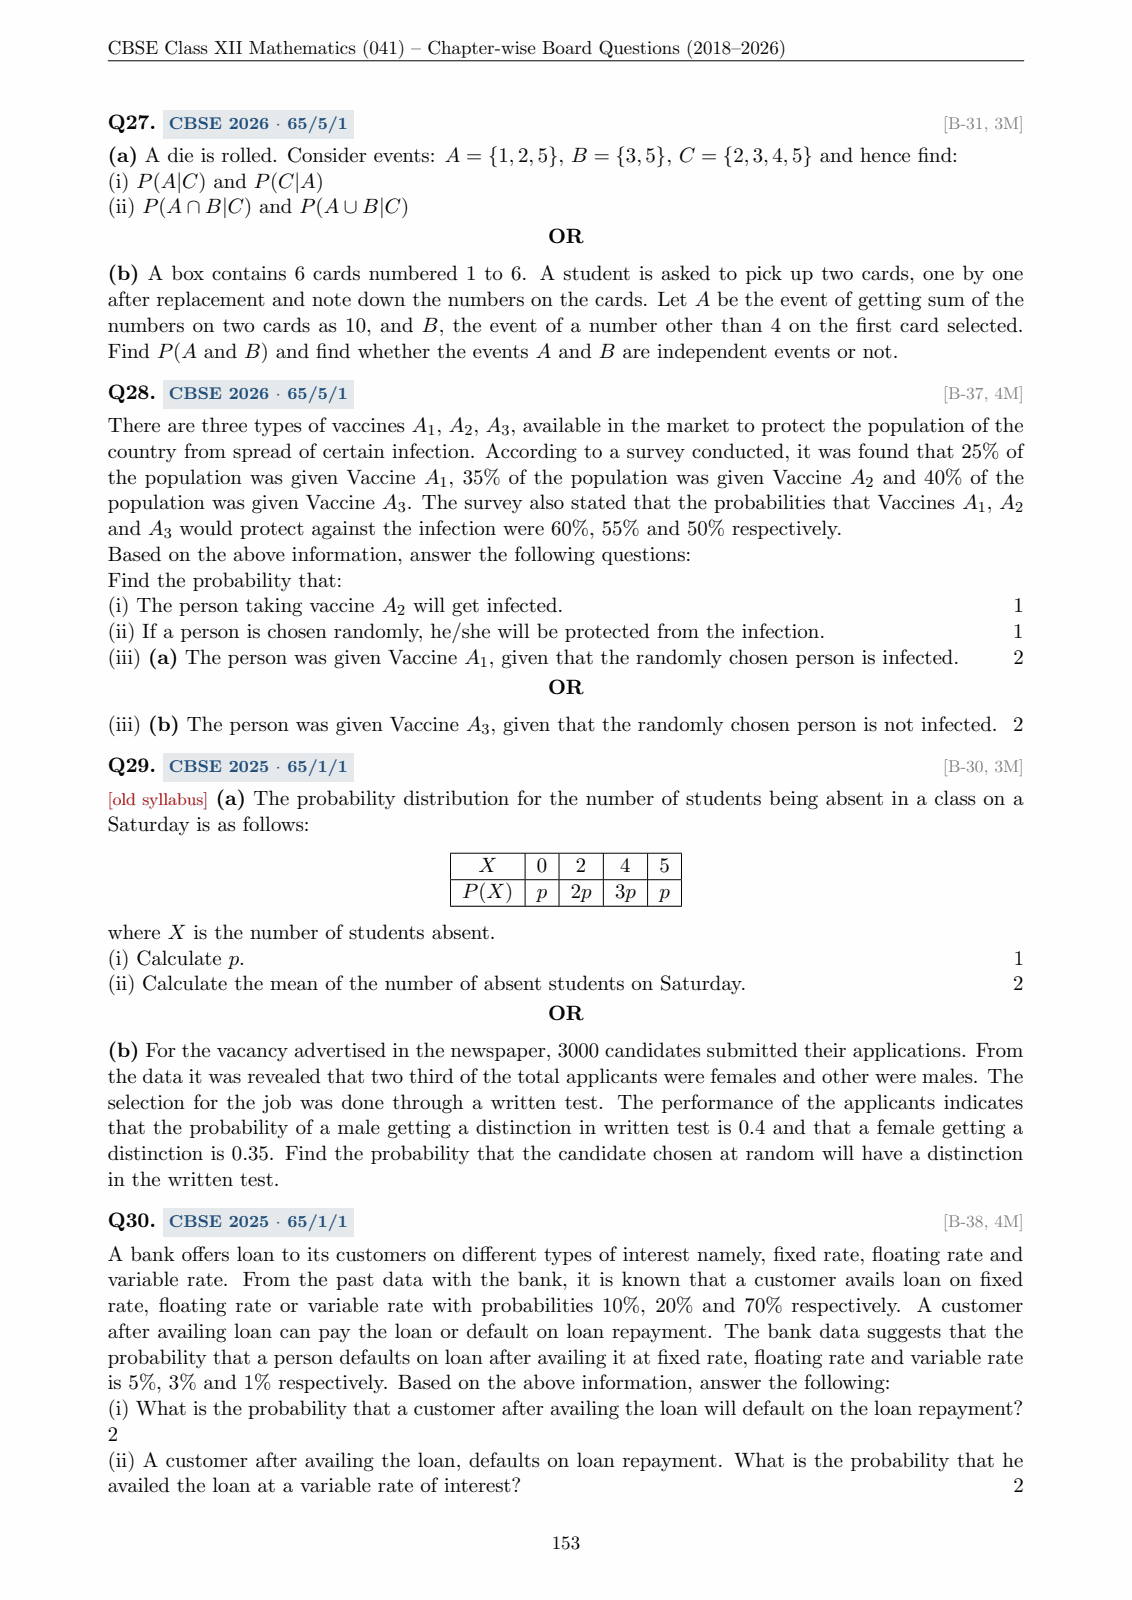 CBSE Class XII Mathematics (041) – Chapter-wise Board Questions (2018–2026)
Q27. CBSE 2026 · 65/5/1 [B-31, 3M]
(a) A die is rolled. Consider events: A = {1, 2, 5}, B = {3, 5}, C = {2, 3, 4, 5} and hence find:
(i) P(A|C) and P(C|A)
(ii) P(A ∩ B|C) and P(A ∪ B|C)
OR
(b) A box contains 6 cards numbered 1 to 6. A student is asked to pick up two cards, one by one
after replacement and note down the numbers on the cards. Let A be the event of getting sum of the
numbers on two cards as 10, and B, the event of a number other than 4 on the first card selected.
Find P(A and B) and find whether the events A and B are independent events or not.
Q28. CBSE 2026 · 65/5/1 [B-37, 4M]
There are three types of vaccines A₁, A₂, A₃, available in the market to protect the population of the
country from spread of certain infection. According to a survey conducted, it was found that 25% of
the population was given Vaccine A₁, 35% of the population was given Vaccine A₂ and 40% of the
population was given Vaccine A₃. The survey also stated that the probabilities that Vaccines A₁, A₂
and A₃ would protect against the infection were 60%, 55% and 50% respectively.
Based on the above information, answer the following questions:
Find the probability that:
(i) The person taking vaccine A₂ will get infected. 1
(ii) If a person is chosen randomly, he/she will be protected from the infection. 1
(iii) (a) The person was given Vaccine A₁, given that the randomly chosen person is infected. 2
OR
(iii) (b) The person was given Vaccine A₃, given that the randomly chosen person is not infected. 2
Q29. CBSE 2025 · 65/1/1 [B-30, 3M]
[old syllabus] (a) The probability distribution for the number of students being absent in a class on a
Saturday is as follows:
X 0 2 4 5
P(X) p 2p 3p p
where X is the number of students absent.
(i) Calculate p. 1
(ii) Calculate the mean of the number of absent students on Saturday. 2
OR
(b) For the vacancy advertised in the newspaper, 3000 candidates submitted their applications. From
the data it was revealed that two third of the total applicants were females and other were males. The
selection for the job was done through a written test. The performance of the applicants indicates
that the probability of a male getting a distinction in written test is 0.4 and that a female getting a
distinction is 0.35. Find the probability that the candidate chosen at random will have a distinction
in the written test.
Q30. CBSE 2025 · 65/1/1 [B-38, 4M]
A bank offers loan to its customers on different types of interest namely, fixed rate, floating rate and
variable rate. From the past data with the bank, it is known that a customer avails loan on fixed
rate, floating rate or variable rate with probabilities 10%, 20% and 70% respectively. A customer
after availing loan can pay the loan or default on loan repayment. The bank data suggests that the
probability that a person defaults on loan after availing it at fixed rate, floating rate and variable rate
is 5%, 3% and 1% respectively. Based on the above information, answer the following:
(i) What is the probability that a customer after availing the loan will default on the loan repayment?
2
(ii) A customer after availing the loan, defaults on loan repayment. What is the probability that he
availed the loan at a variable rate of interest? 2
153